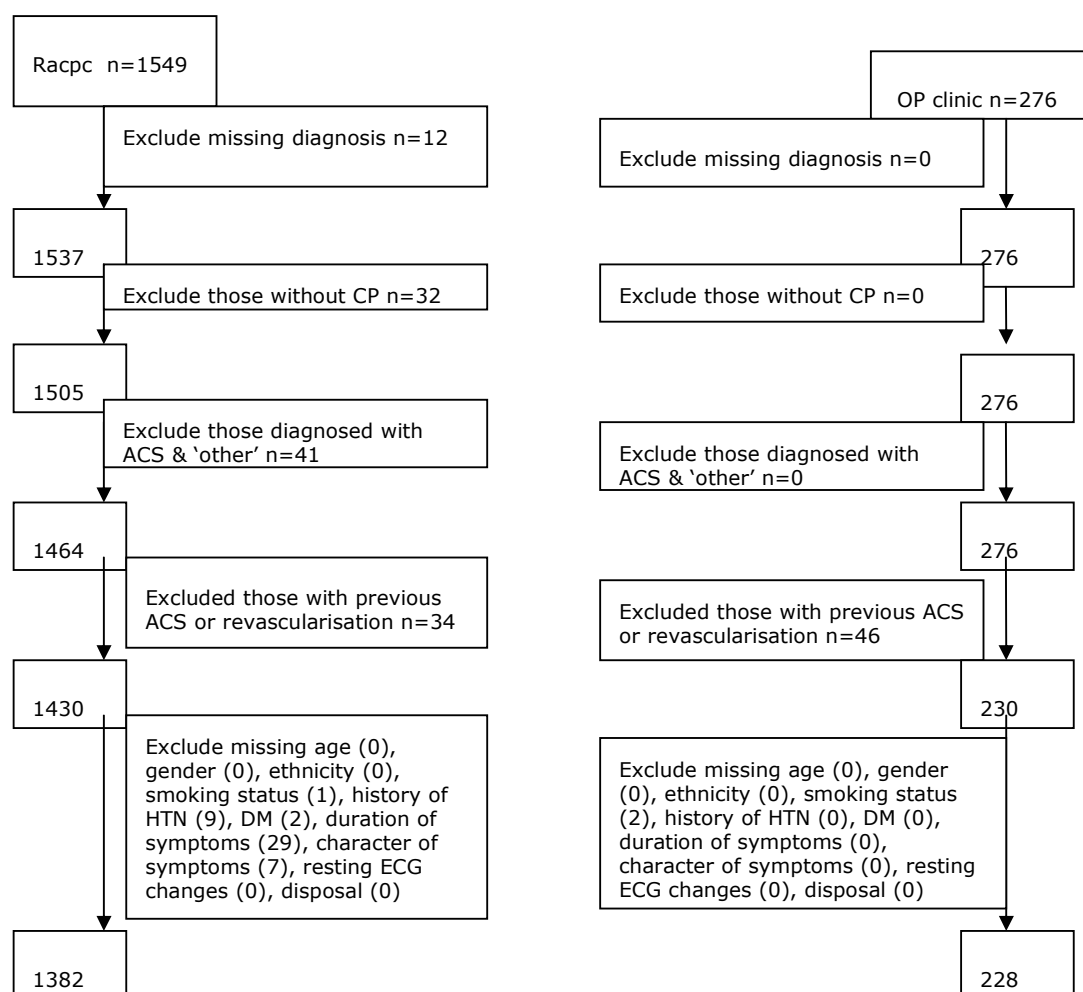 Racpc n=1549
Exclude missing diagnosis n=12
1537
Exclude those without CP n=32
1505
Exclude those diagnosed with
ACS & ‘other’ n=41
1464
Excluded those with previous
ACS or revascularisation n=34
1430
Exclude missing age (0),
gender (0), ethnicity (0),
smoking status (1), history of
HTN (9), DM (2), duration of
symptoms (29), character of
symptoms (7), resting ECG
changes (0), disposal (0)
1382
OP clinic n=276
Exclude missing diagnosis n=0
276
Exclude those without CP n=0
276
Exclude those diagnosed with
ACS & ‘other’ n=0
276
Excluded those with previous ACS
or revascularisation n=46
230
Exclude missing age (0), gender
(0), ethnicity (0), smoking status
(2), history of HTN (0), DM (0),
duration of symptoms (0),
character of symptoms (0), resting
ECG changes (0), disposal (0)
228